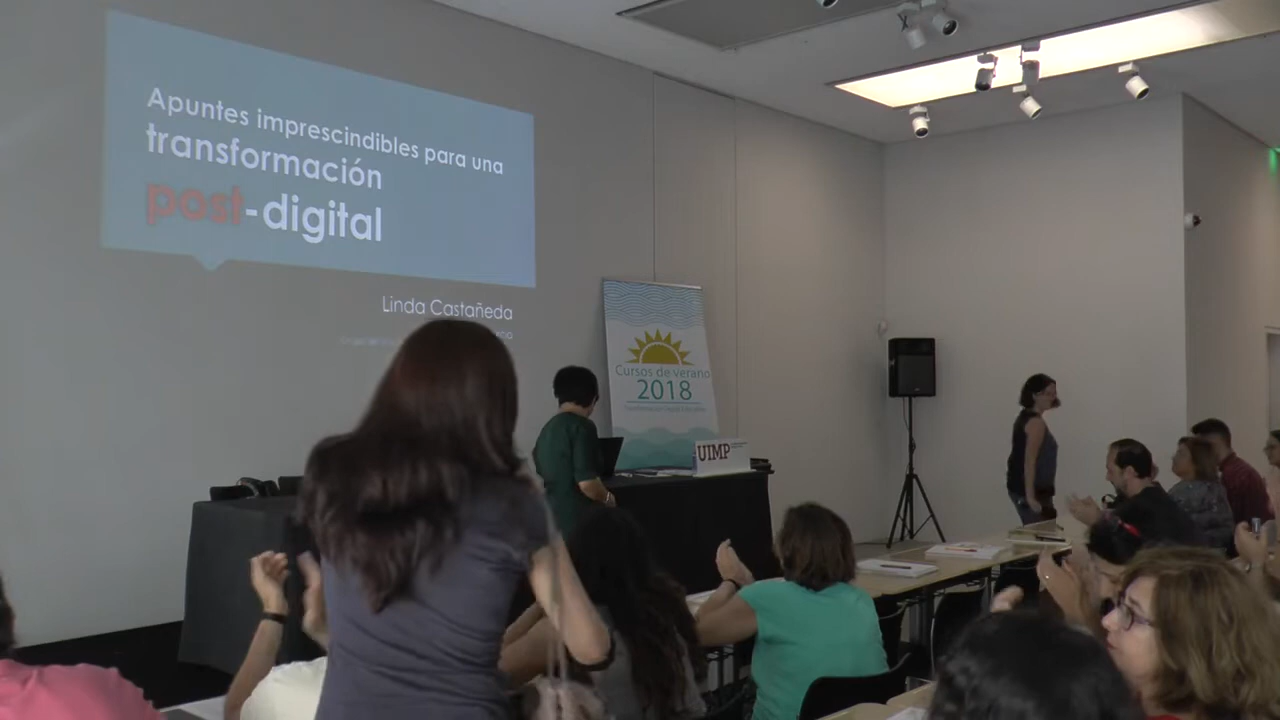 Apuntes imprescindibles para una
transformación
post-digital
Linda Castañeda
Cursos de verano
2018
UIMP